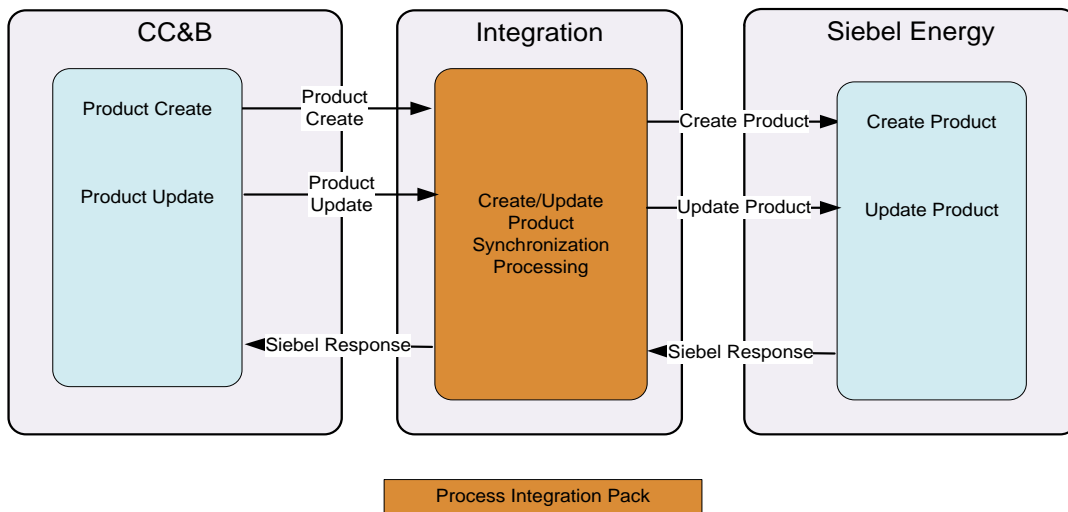 CC&B
Integration
Siebel Energy
Product Create
Product
Create
Create Product
Create Product
Product Update
Product
Update
Create/Update
Product
Synchronization
Processing
Update Product
Update Product
Siebel Response
Siebel Response
Process Integration Pack